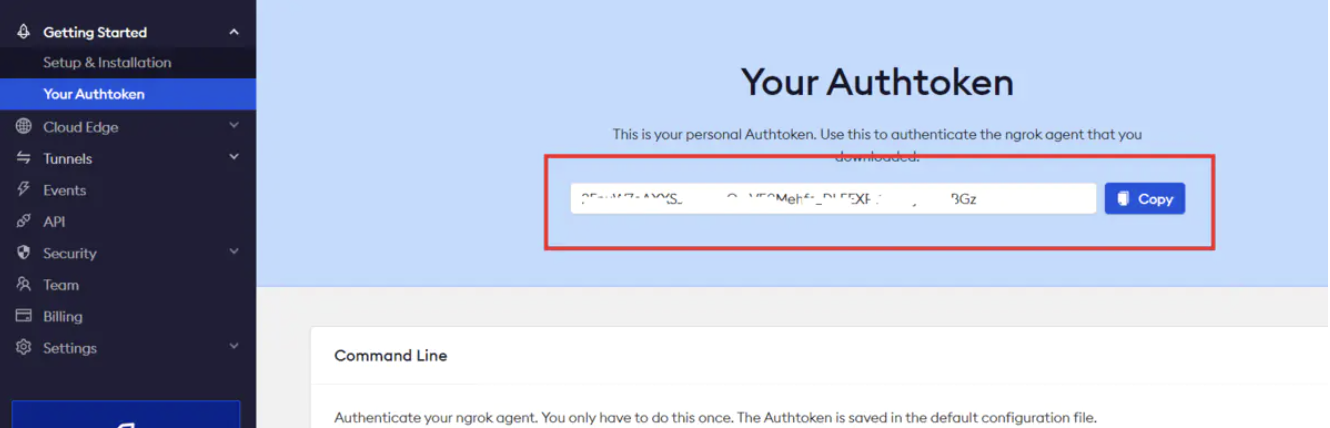 Getting Started
Setup & Installation
Your Authtoken
Cloud Edge
Tunnels
Events
API
Security
Team
Billing
Settings
Your Authtoken
This is your personal Authtoken. Use this to authenticate the ngrok agent that you
downloaded.
Copy
Command Line
Authenticate your ngrok agent. You only have to do this once. The Authtoken is saved in the default configuration file.